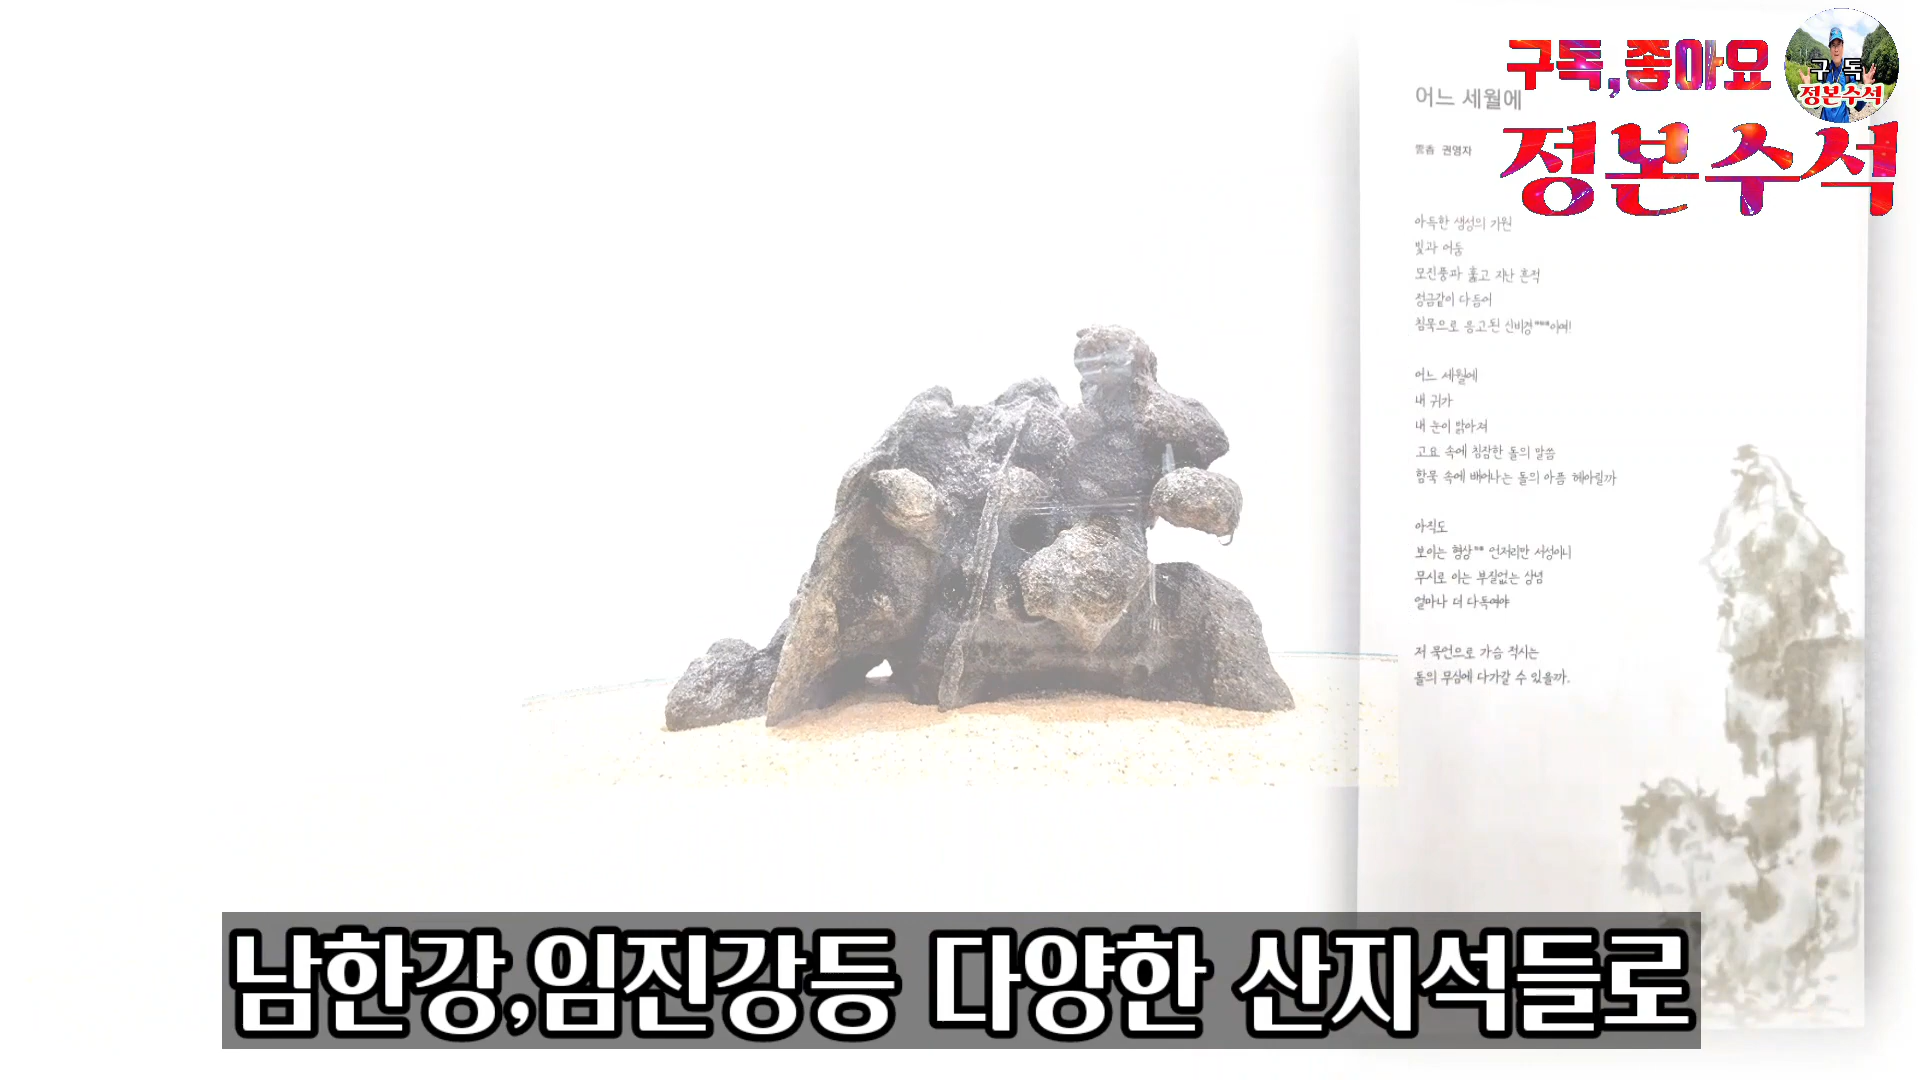 구독,좋아요
구 독
정본수석
정본수석
어느 세월에
雲香 권영자
아득한 생성의 가원
빛과 어둠
모진풍파 훑고 지난 흔적
정금같이 다듬어
침묵으로 응고된 신비경이여!
어느 세월에
내 귀가
내 눈이 맑아져
고요 속에 침잠한 돌의 말씀
함묵 속에 배어나는 돌의 아픔 헤아릴까
아직도
보이는 형상 언저리만 서성이니
무시로 이는 부질없는 상념
얼마나 더 다독여야
저 묵언으로 가슴 적시는
돌의 무심에 다가갈 수 있을까.
남한강,임진강등 다양한 산지석들로